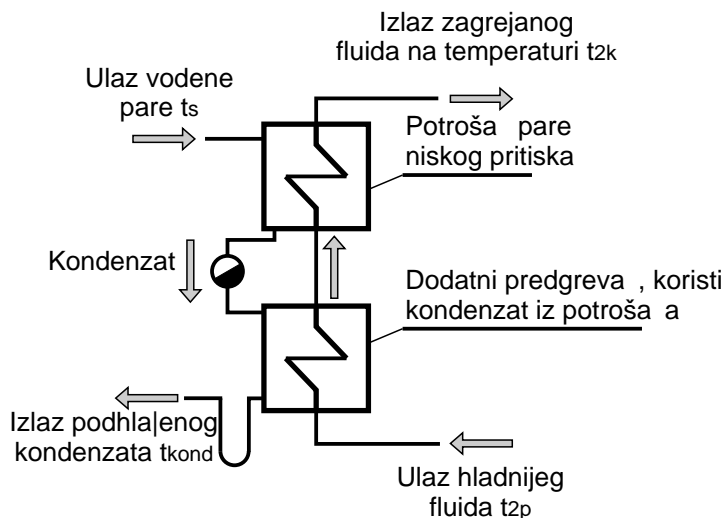 Izlaz zagrejanog
fluida na temperaturi t2k
Ulaz vodene
pare ts
Potroša pare
niskog pritiska
Kondenzat
Dodatni predgreva , koristi
kondenzat iz potroša a
Izlaz podhla|enog
kondenzata tkond
Ulaz hladnijeg
fluida t2p